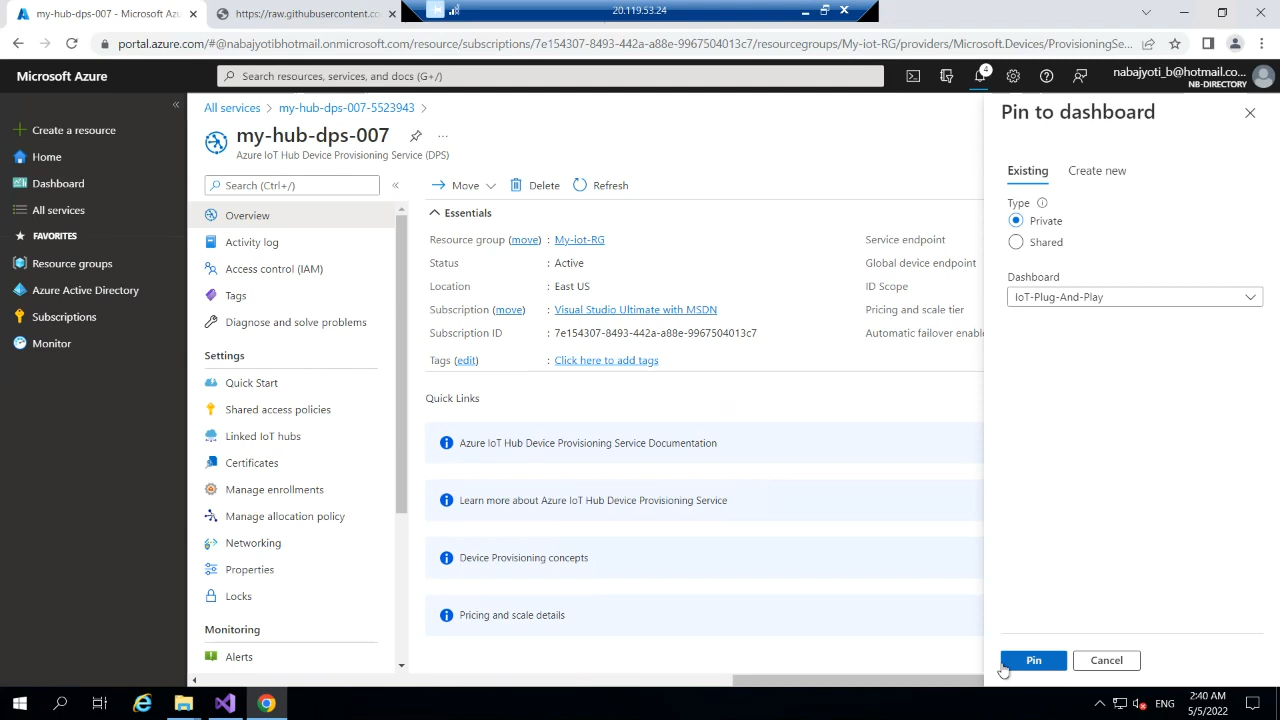 my-hub-dps-007 - Microsoft Az
https://raw.githubusercontent.co
20.119.53.24
portal.azure.com/#@nabajyotibhotmail.onmicrosoft.com/resource/subscriptions/7e154307-8493-442a-a88e-9967504013c7/resourcegroups/My-iot-RG/providers/Microsoft.Devices/ProvisioningSe...
Microsoft Azure
Search resources, services, and docs (G+/)
4
nabajyoti_b@hotmail.co...
NB-DIRECTORY
Create a resource
Home
Dashboard
All services
FAVORITES
Resource groups
Azure Active Directory
Subscriptions
Monitor
All services > my-hub-dps-007-5523943 >
my-hub-dps-007
Azure IoT Hub Device Provisioning Service (DPS)
Search (Ctrl+/)
Overview
Activity log
Access control (IAM)
Tags
Diagnose and solve problems
Settings
Quick Start
Shared access policies
Linked IoT hubs
Certificates
Manage enrollments
Manage allocation policy
Networking
Properties
Locks
Monitoring
Alerts
Move
Delete
Refresh
Essentials
Resource group (move) : My-iot-RG
Status : Active
Location : East US
Subscription (move) : Visual Studio Ultimate with MSDN
Subscription ID : 7e154307-8493-442a-a88e-9967504013c7
Tags (edit) : Click here to add tags
Service endpoint
Global device endpoint
ID Scope
Pricing and scale tier
Automatic failover enable
Quick Links
Azure IoT Hub Device Provisioning Service Documentation
Learn more about Azure IoT Hub Device Provisioning Service
Device Provisioning concepts
Pricing and scale details
Pin to dashboard
Existing
Create new
Type
Private
Shared
Dashboard
IoT-Plug-And-Play
Pin
Cancel
ENG
2:40 AM
5/5/2022